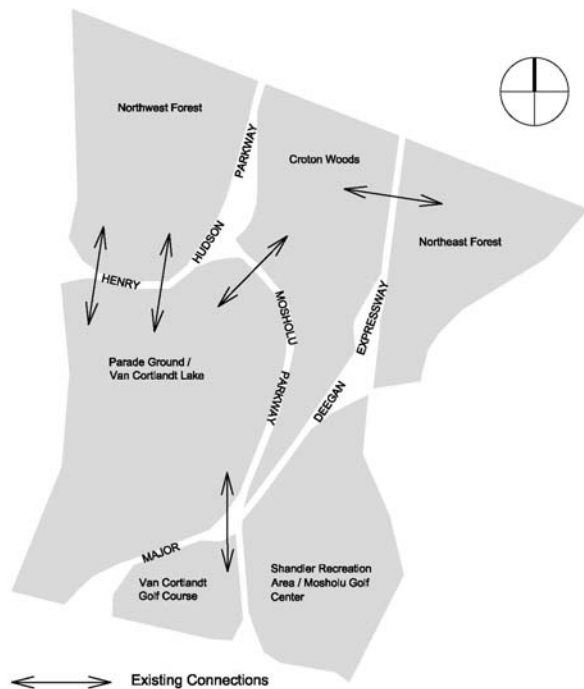 Northwest Forest
PARKWAY
Croton Woods
HUDSON
Northeast Forest
HENRY
MOSHOLU
EXPRESSWAY
Parade Ground /
Van Cortlandt Lake
PARKWAY
DEEGAN
MAJOR
Van Cortlandt
Golf Course
Shandler Recreation
Area / Mosholu Golf
Center
Existing Connections